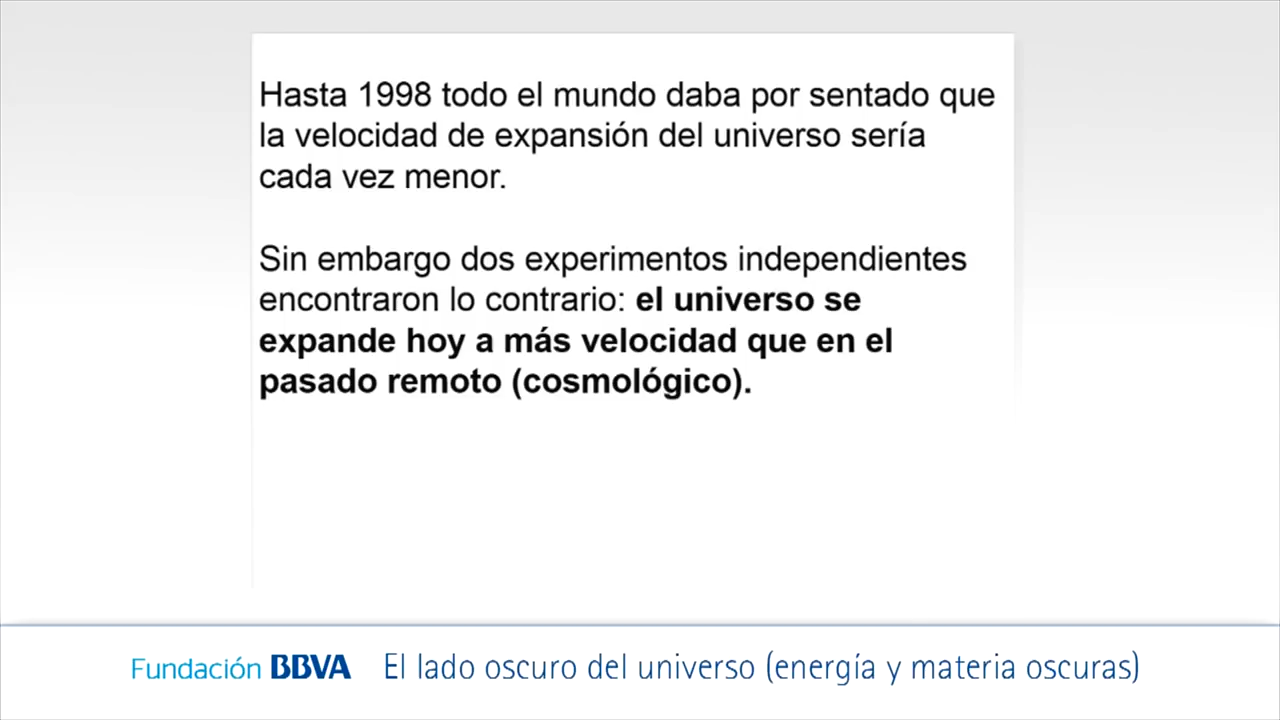 Hasta 1998 todo el mundo daba por sentado que
la velocidad de expansión del universo sería
cada vez menor.
Sin embargo dos experimentos independientes
encontraron lo contrario: el universo se
expande hoy a más velocidad que en el
pasado remoto (cosmológico).
Fundación BBVA El lado oscuro del universo (energía y materia oscuras)